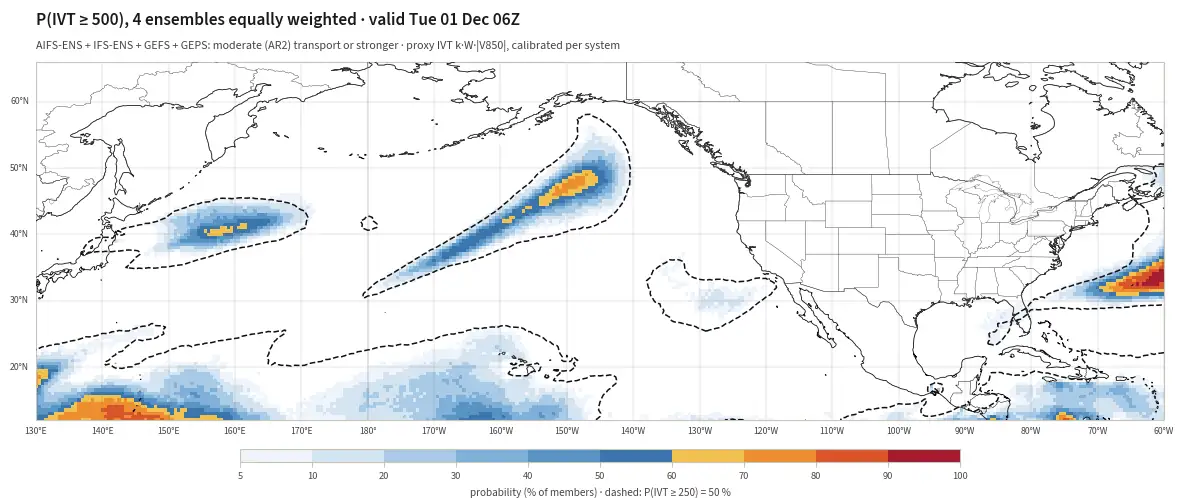 P(IVT ≥ 500), 4 ensembles equally weighted · valid Tue 01 Dec 06Z
AIFS-ENS + IFS-ENS + GEFS + GEPS: moderate (AR2) transport or stronger · proxy IVT k·W·|V850|, calibrated per system
60°N
50°N
40°N
30°N
20°N
130°E 140°E 150°E 160°E 170°E 180° 170°W 160°W 150°W 140°W 130°W 120°W 110°W 100°W 90°W 80°W 70°W 60°W
5 10 20 30 40 50 60 70 80 90 100
probability (% of members) · dashed: P(IVT ≥ 250) = 50 %